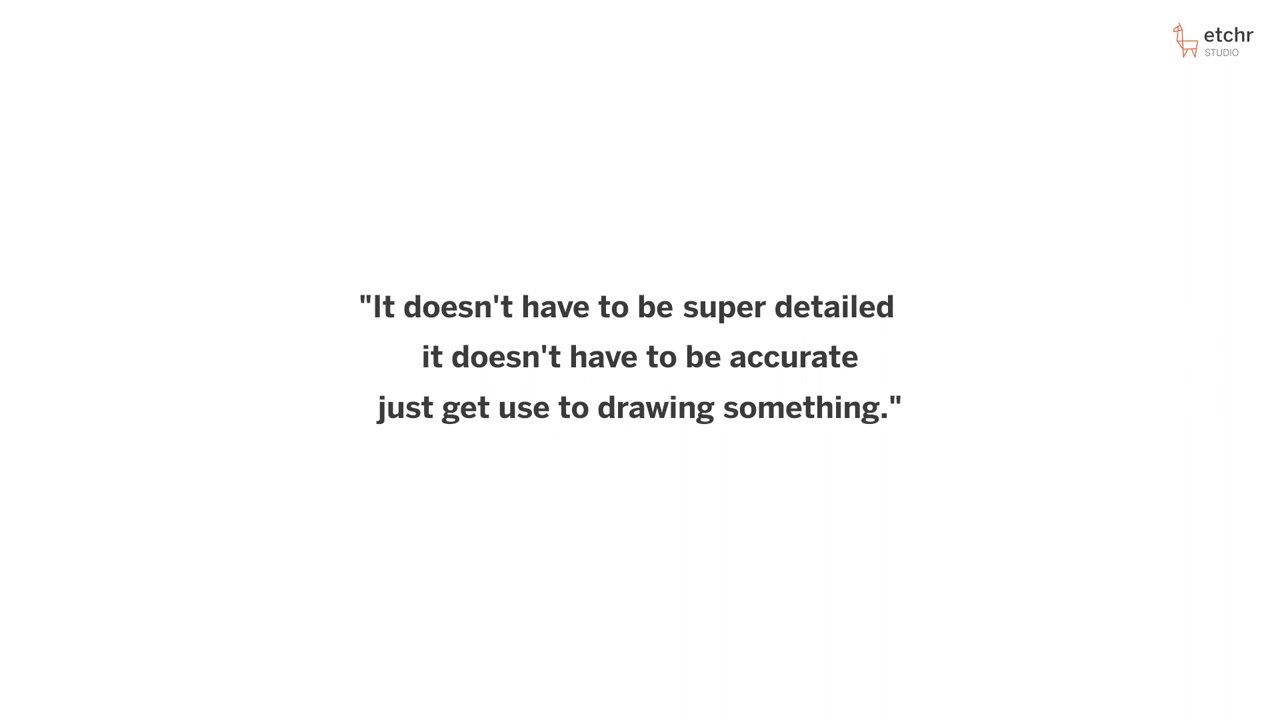 etchr
STUDIO
"It doesn't have to be super detailed
it doesn't have to be accurate
just get use to drawing something."